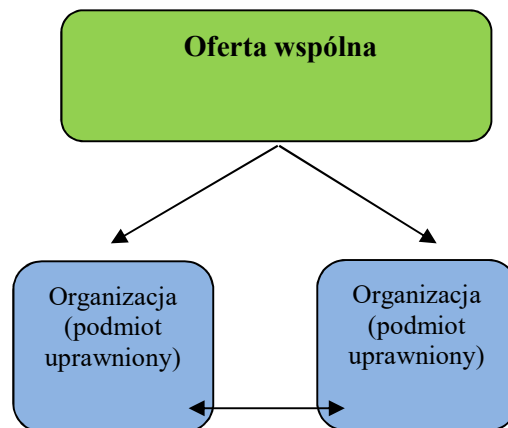 Oferta wspólna
Organizacja
(podmiot
uprawniony)
Organizacja
(podmiot
uprawniony)